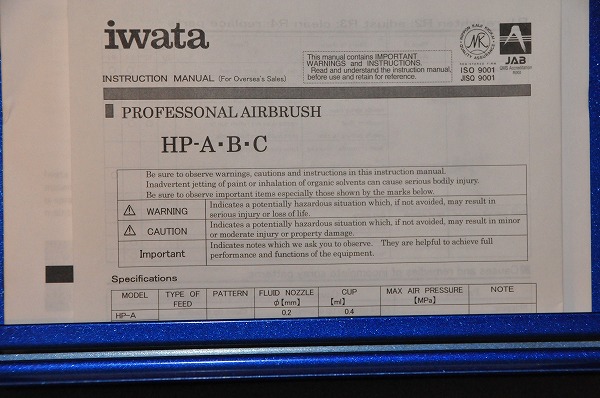 iwata
This manual contains IMPORTANT
WARNINGS and INSTRUCTIONS.
Read and understand the instruction manual,
before use and retain for reference.
JAB
ISO 9001
JISQ 9001
INSTRUCTION MANUAL (For Oversea's Sales)
PROFESSONAL AIRBRUSH
HP-A・B・C
Be sure to observe warnings, cautions and instructions in this instruction manual.
Inadvertent jetting of paint or inhalation of organic solvents can cause serious bodily injury.
Be sure to observe important items especially those shown by the marks below.
WARNING
Indicates a potentially hazardous situation which, if not avoided, may result in
serious injury or loss of life.
CAUTION
Indicates a potentially hazardous situation which, if not avoided, may result in minor
or moderate injury or property damage.
Important
Indicates notes which we ask you to observe. They are helpful to achieve full
performance and functions of the equipment.
Specifications
MODEL TYPE OF FEED PATTERN FLUID NOZZLE φ【mm】 CUP 【ml】 MAX AIR PRESSURE 【MPa】 NOTE
HP-A 0.2 0.4